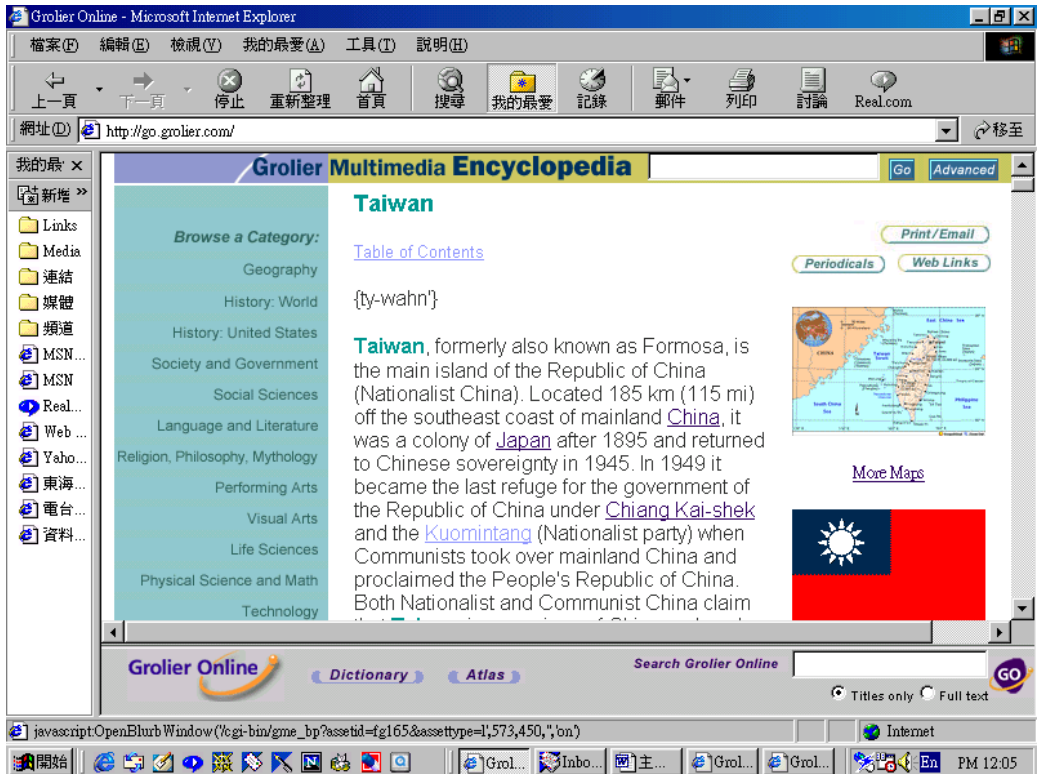 Grolier Online - Microsoft Internet Explorer
檔案(F) 編輯(E) 檢視(V) 我的最愛(A) 工具(T) 說明(H)
上一頁 下一頁 停止 重新整理 首頁 搜尋 我的最愛 記錄 郵件 列印 討論 Real.com
網址(D) http://go.grolier.com/ 移至
我的最
新增 »
Links
Media
連結
媒體
頻道
MSN...
MSN
Real...
Web ...
Yaho...
東海...
電台...
資料...
Grolier Multimedia Encyclopedia Go Advanced
Browse a Category:
Geography
History: World
History: United States
Society and Government
Social Sciences
Language and Literature
Religion, Philosophy, Mythology
Performing Arts
Visual Arts
Life Sciences
Physical Science and Math
Technology
Taiwan
Table of Contents
{ty-wahn'}
Taiwan, formerly also known as Formosa, is
the main island of the Republic of China
(Nationalist China). Located 185 km (115 mi)
off the southeast coast of mainland China, it
was a colony of Japan after 1895 and returned
to Chinese sovereignty in 1945. In 1949 it
became the last refuge for the government of
the Republic of China under Chiang Kai-shek
and the Kuomintang (Nationalist party) when
Communists took over mainland China and
proclaimed the People's Republic of China.
Both Nationalist and Communist China claim
Print/Email
Periodicals Web Links
East China Sea
CHINA
South China Sea
Philippine Sea
More Maps
Grolier Online Dictionary Atlas Search Grolier Online GO
Titles only Full text
javascript:OpenBlurbWindow('/cgi-bin/gme_bp?assetid=fg165&assettype=l',573,450,'','on') Internet
開始 Grol... Inbo... 主... Grol... Grol... En PM 12:05